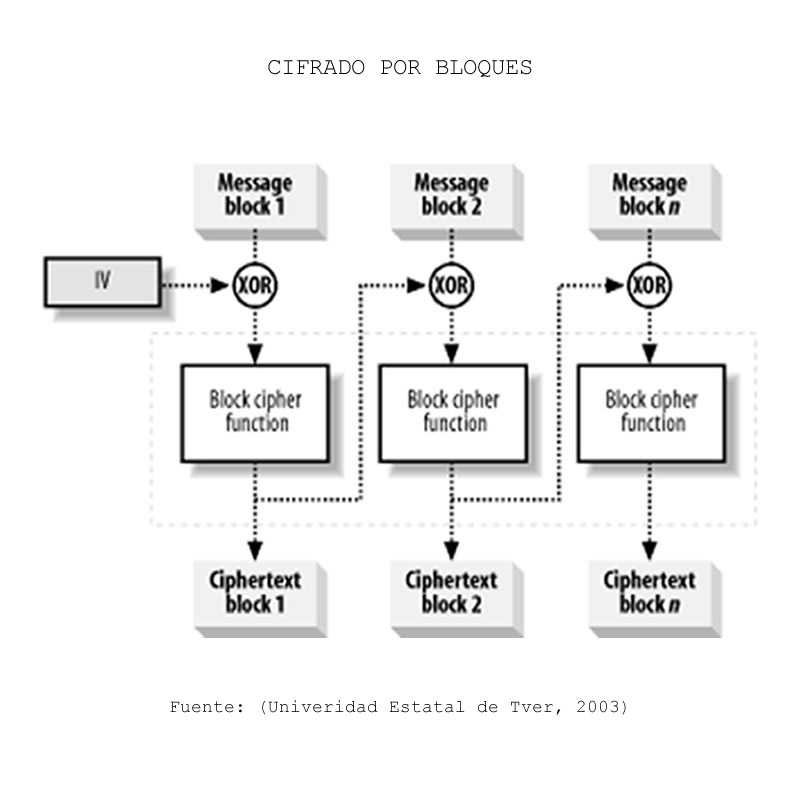 CIFRADO POR BLOQUES
Message
block 1
Message
block 2
Message
block n
IV
XOR
XOR
XOR
Block cipher
function
Block cipher
function
Block cipher
function
Ciphertext
block 1
Ciphertext
block 2
Ciphertext
block n
Fuente: (Univeridad Estatal de Tver, 2003)